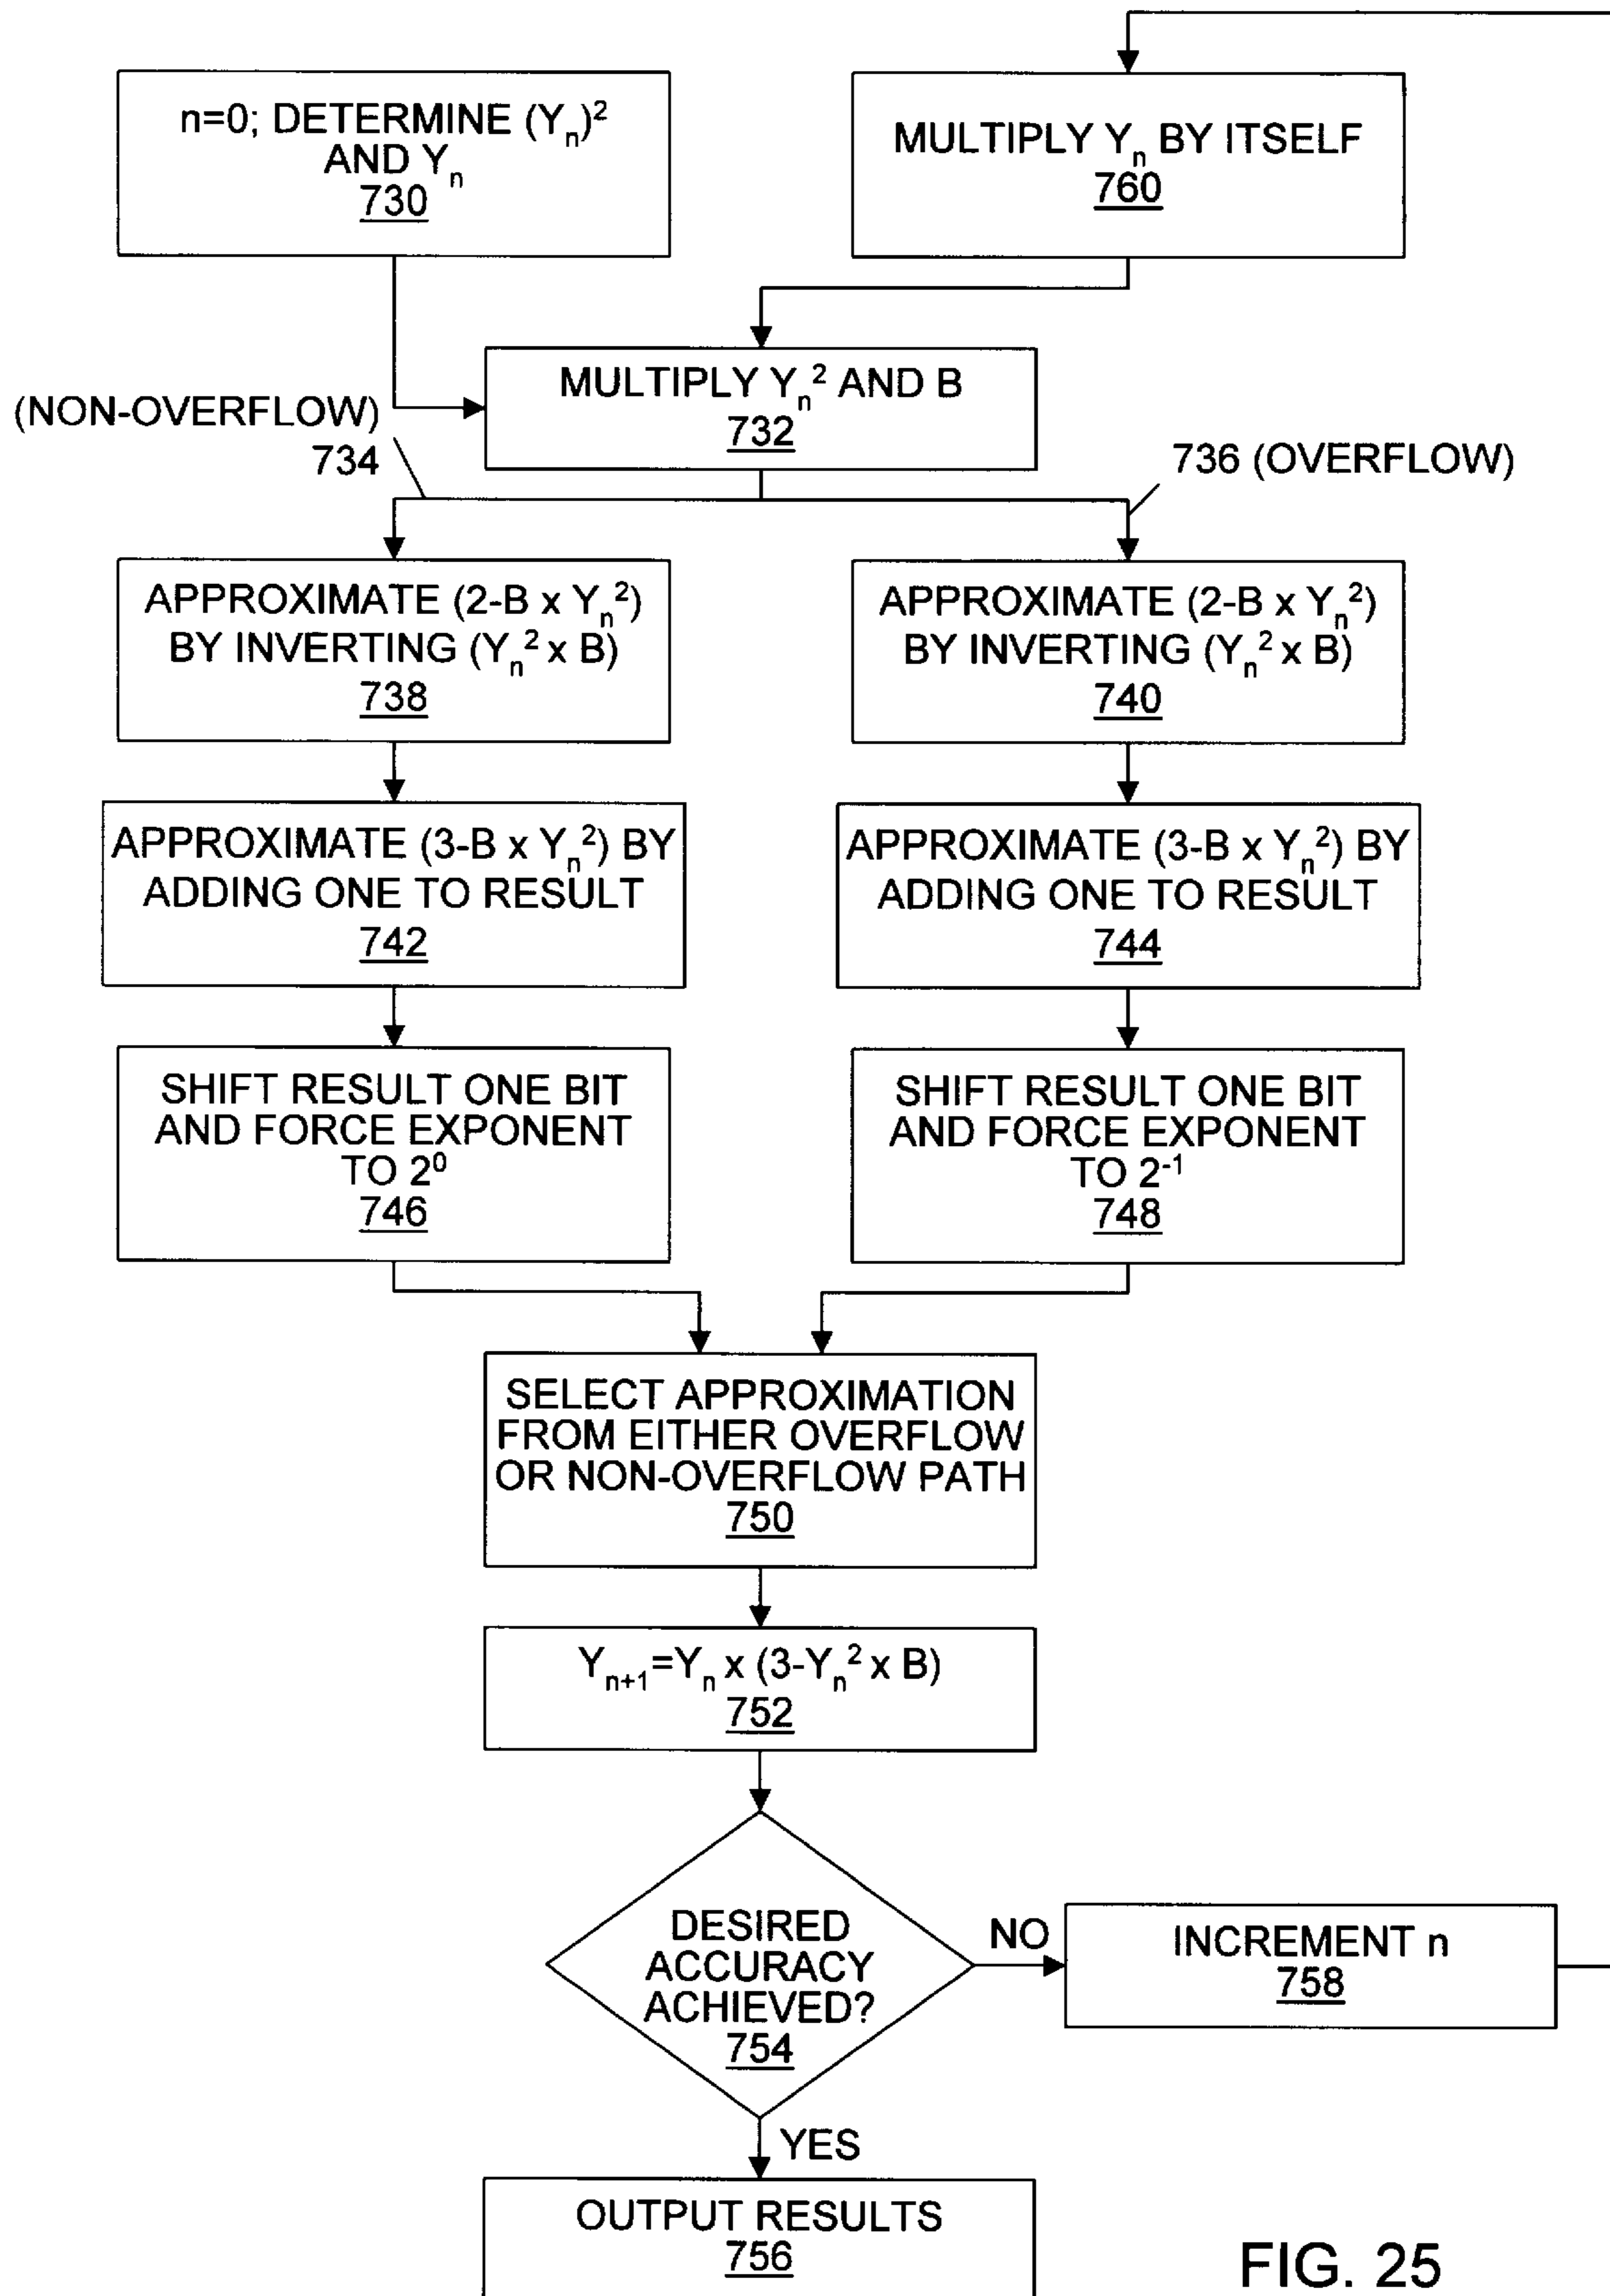 n=0; DETERMINE (Yₙ)²
AND Yₙ
730
MULTIPLY Yₙ BY ITSELF
760
MULTIPLY Yₙ² AND B
732
(NON-OVERFLOW)
734
736 (OVERFLOW)
APPROXIMATE (2-B x Yₙ²)
BY INVERTING (Yₙ² x B)
738
APPROXIMATE (2-B x Yₙ²)
BY INVERTING (Yₙ² x B)
740
APPROXIMATE (3-B x Yₙ²) BY
ADDING ONE TO RESULT
742
APPROXIMATE (3-B x Yₙ²) BY
ADDING ONE TO RESULT
744
SHIFT RESULT ONE BIT
AND FORCE EXPONENT
TO 2⁰
746
SHIFT RESULT ONE BIT
AND FORCE EXPONENT
TO 2⁻¹
748
SELECT APPROXIMATION
FROM EITHER OVERFLOW
OR NON-OVERFLOW PATH
750
Yₙ₊₁=Yₙ x (3-Yₙ² x B)
752
DESIRED
ACCURACY
ACHIEVED?
754
NO
INCREMENT n
758
YES
OUTPUT RESULTS
756
FIG. 25